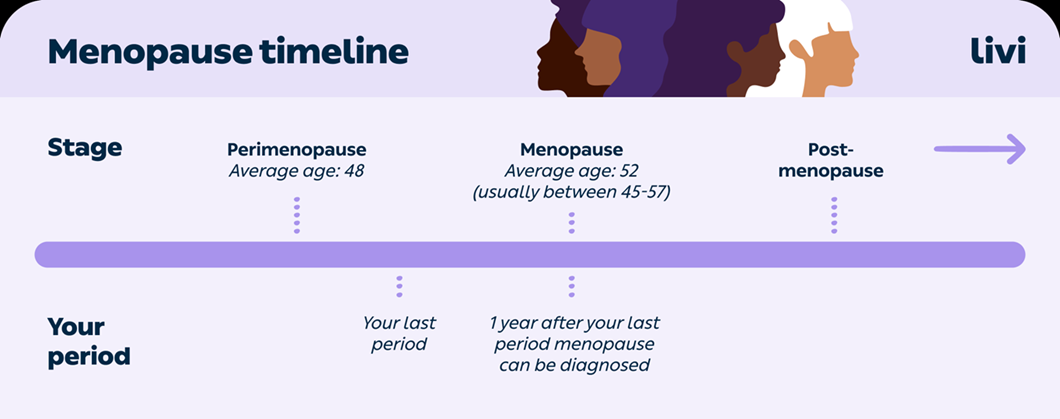 Menopause timeline
livi
Stage
Perimenopause
Average age: 48
Menopause
Average age: 52
(usually between 45-57)
Post-
menopause
Your
period
Your last
period
1 year after your last
period menopause
can be diagnosed